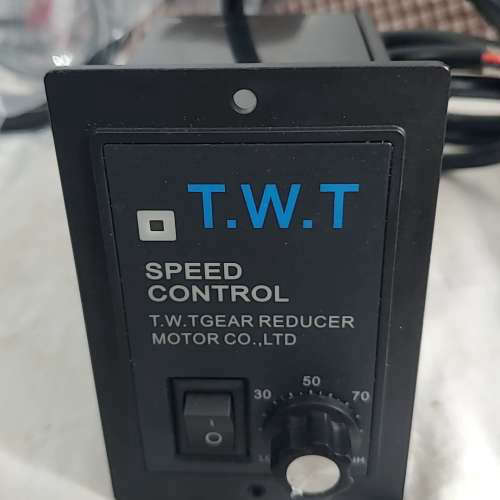 T.W.T
SPEED
CONTROL
T.W.TGEAR REDUCER
MOTOR CO.,LTD
50
30 70